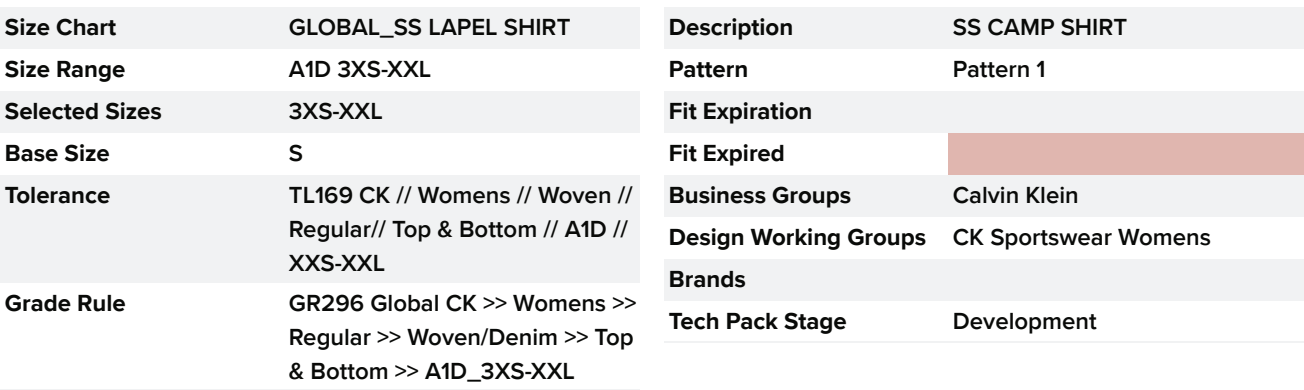 Size Chart GLOBAL_SS LAPEL SHIRT
Size Range A1D 3XS-XXL
Selected Sizes 3XS-XXL
Base Size S
Tolerance TL169 CK // Womens // Woven //
Regular// Top & Bottom // A1D //
XXS-XXL
Grade Rule GR296 Global CK >> Womens >>
Regular >> Woven/Denim >> Top
& Bottom >> A1D_3XS-XXL
Description SS CAMP SHIRT
Pattern Pattern 1
Fit Expiration
Fit Expired
Business Groups Calvin Klein
Design Working Groups CK Sportswear Womens
Brands
Tech Pack Stage Development